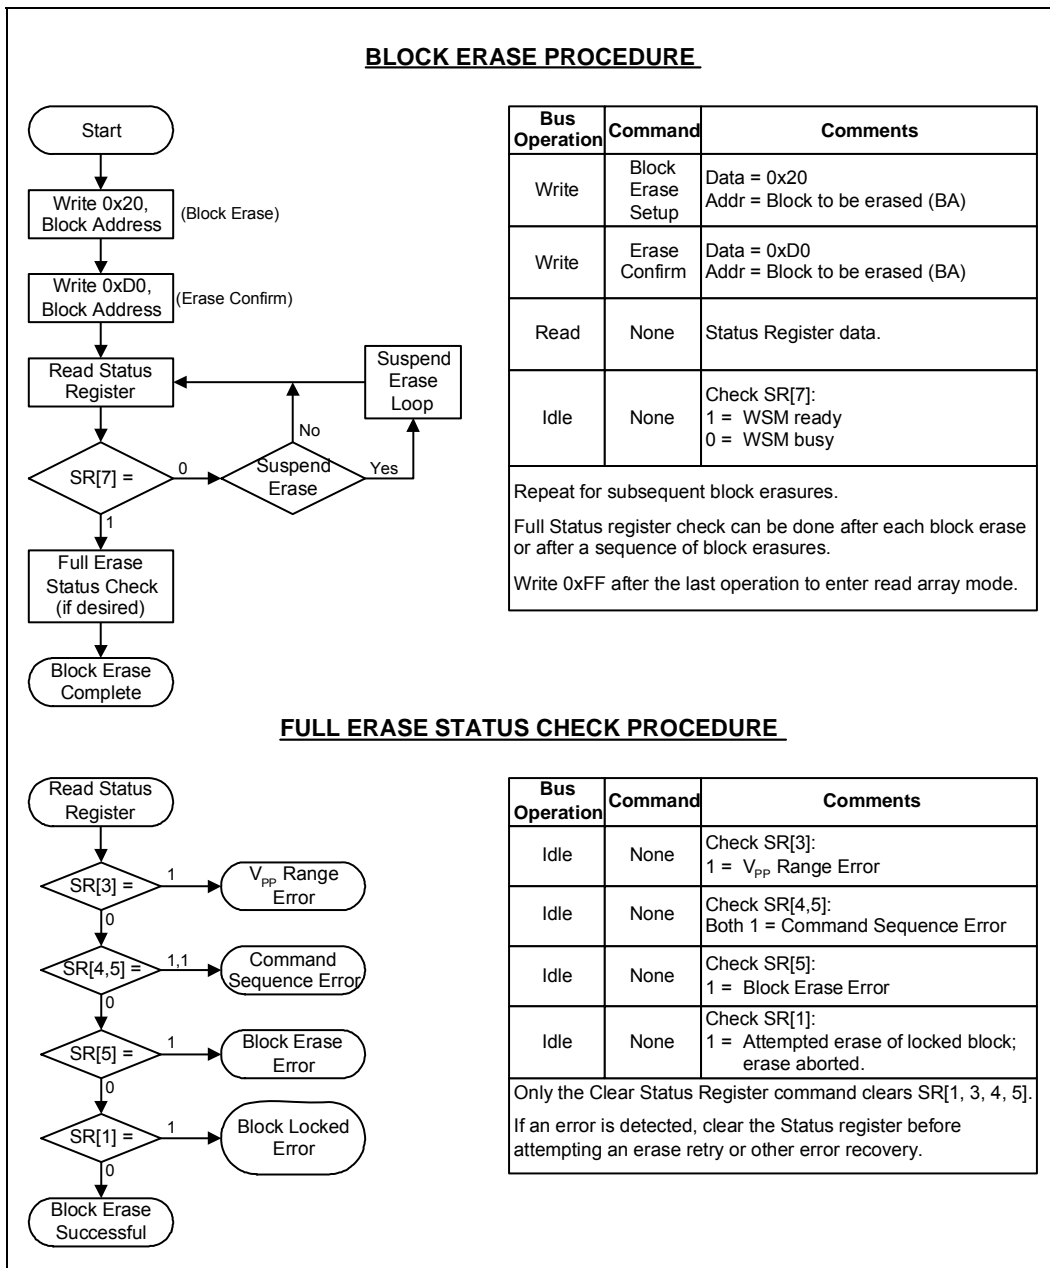 BLOCK ERASE PROCEDURE
Start
Write 0x20,
Block Address
(Block Erase)
Write 0xD0,
Block Address
(Erase Confirm)
Read Status
Register
Suspend
Erase
Loop
No
SR[7] =
0
Suspend
Erase
Yes
1
Full Erase
Status Check
(if desired)
Block Erase
Complete
Bus
Operation
Command
Comments
Write
Block
Erase
Setup
Data = 0x20
Addr = Block to be erased (BA)
Write
Erase
Confirm
Data = 0xD0
Addr = Block to be erased (BA)
Read
None
Status Register data.
Idle
None
Check SR[7]:
1 = WSM ready
0 = WSM busy
Repeat for subsequent block erasures.
Full Status register check can be done after each block erase
or after a sequence of block erasures.
Write 0xFF after the last operation to enter read array mode.
FULL ERASE STATUS CHECK PROCEDURE
Read Status
Register
SR[3] =
1
VPP Range
Error
0
SR[4,5] =
1,1
Command
Sequence Error
0
SR[5] =
1
Block Erase
Error
0
SR[1] =
1
Block Locked
Error
0
Block Erase
Successful
Bus
Operation
Command
Comments
Idle
None
Check SR[3]:
1 = VPP Range Error
Idle
None
Check SR[4,5]:
Both 1 = Command Sequence Error
Idle
None
Check SR[5]:
1 = Block Erase Error
Idle
None
Check SR[1]:
1 = Attempted erase of locked block;
erase aborted.
Only the Clear Status Register command clears SR[1, 3, 4, 5].
If an error is detected, clear the Status register before
attempting an erase retry or other error recovery.